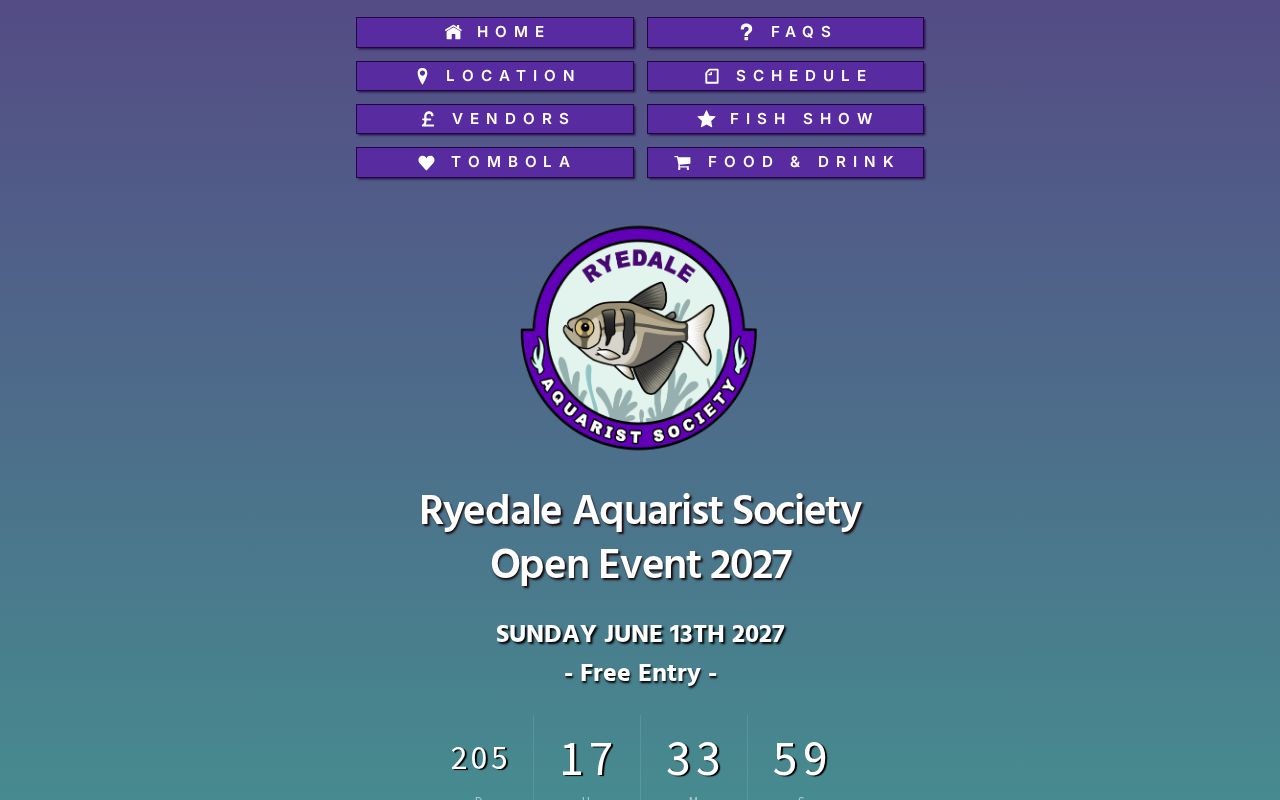 HOME
FAQS
LOCATION
SCHEDULE
VENDORS
FISH SHOW
TOMBOLA
FOOD & DRINK
RYEDALE
AQUARIST SOCIETY
Ryedale Aquarist Society
Open Event 2027
SUNDAY JUNE 13TH 2027
- Free Entry -
205 17 33 59